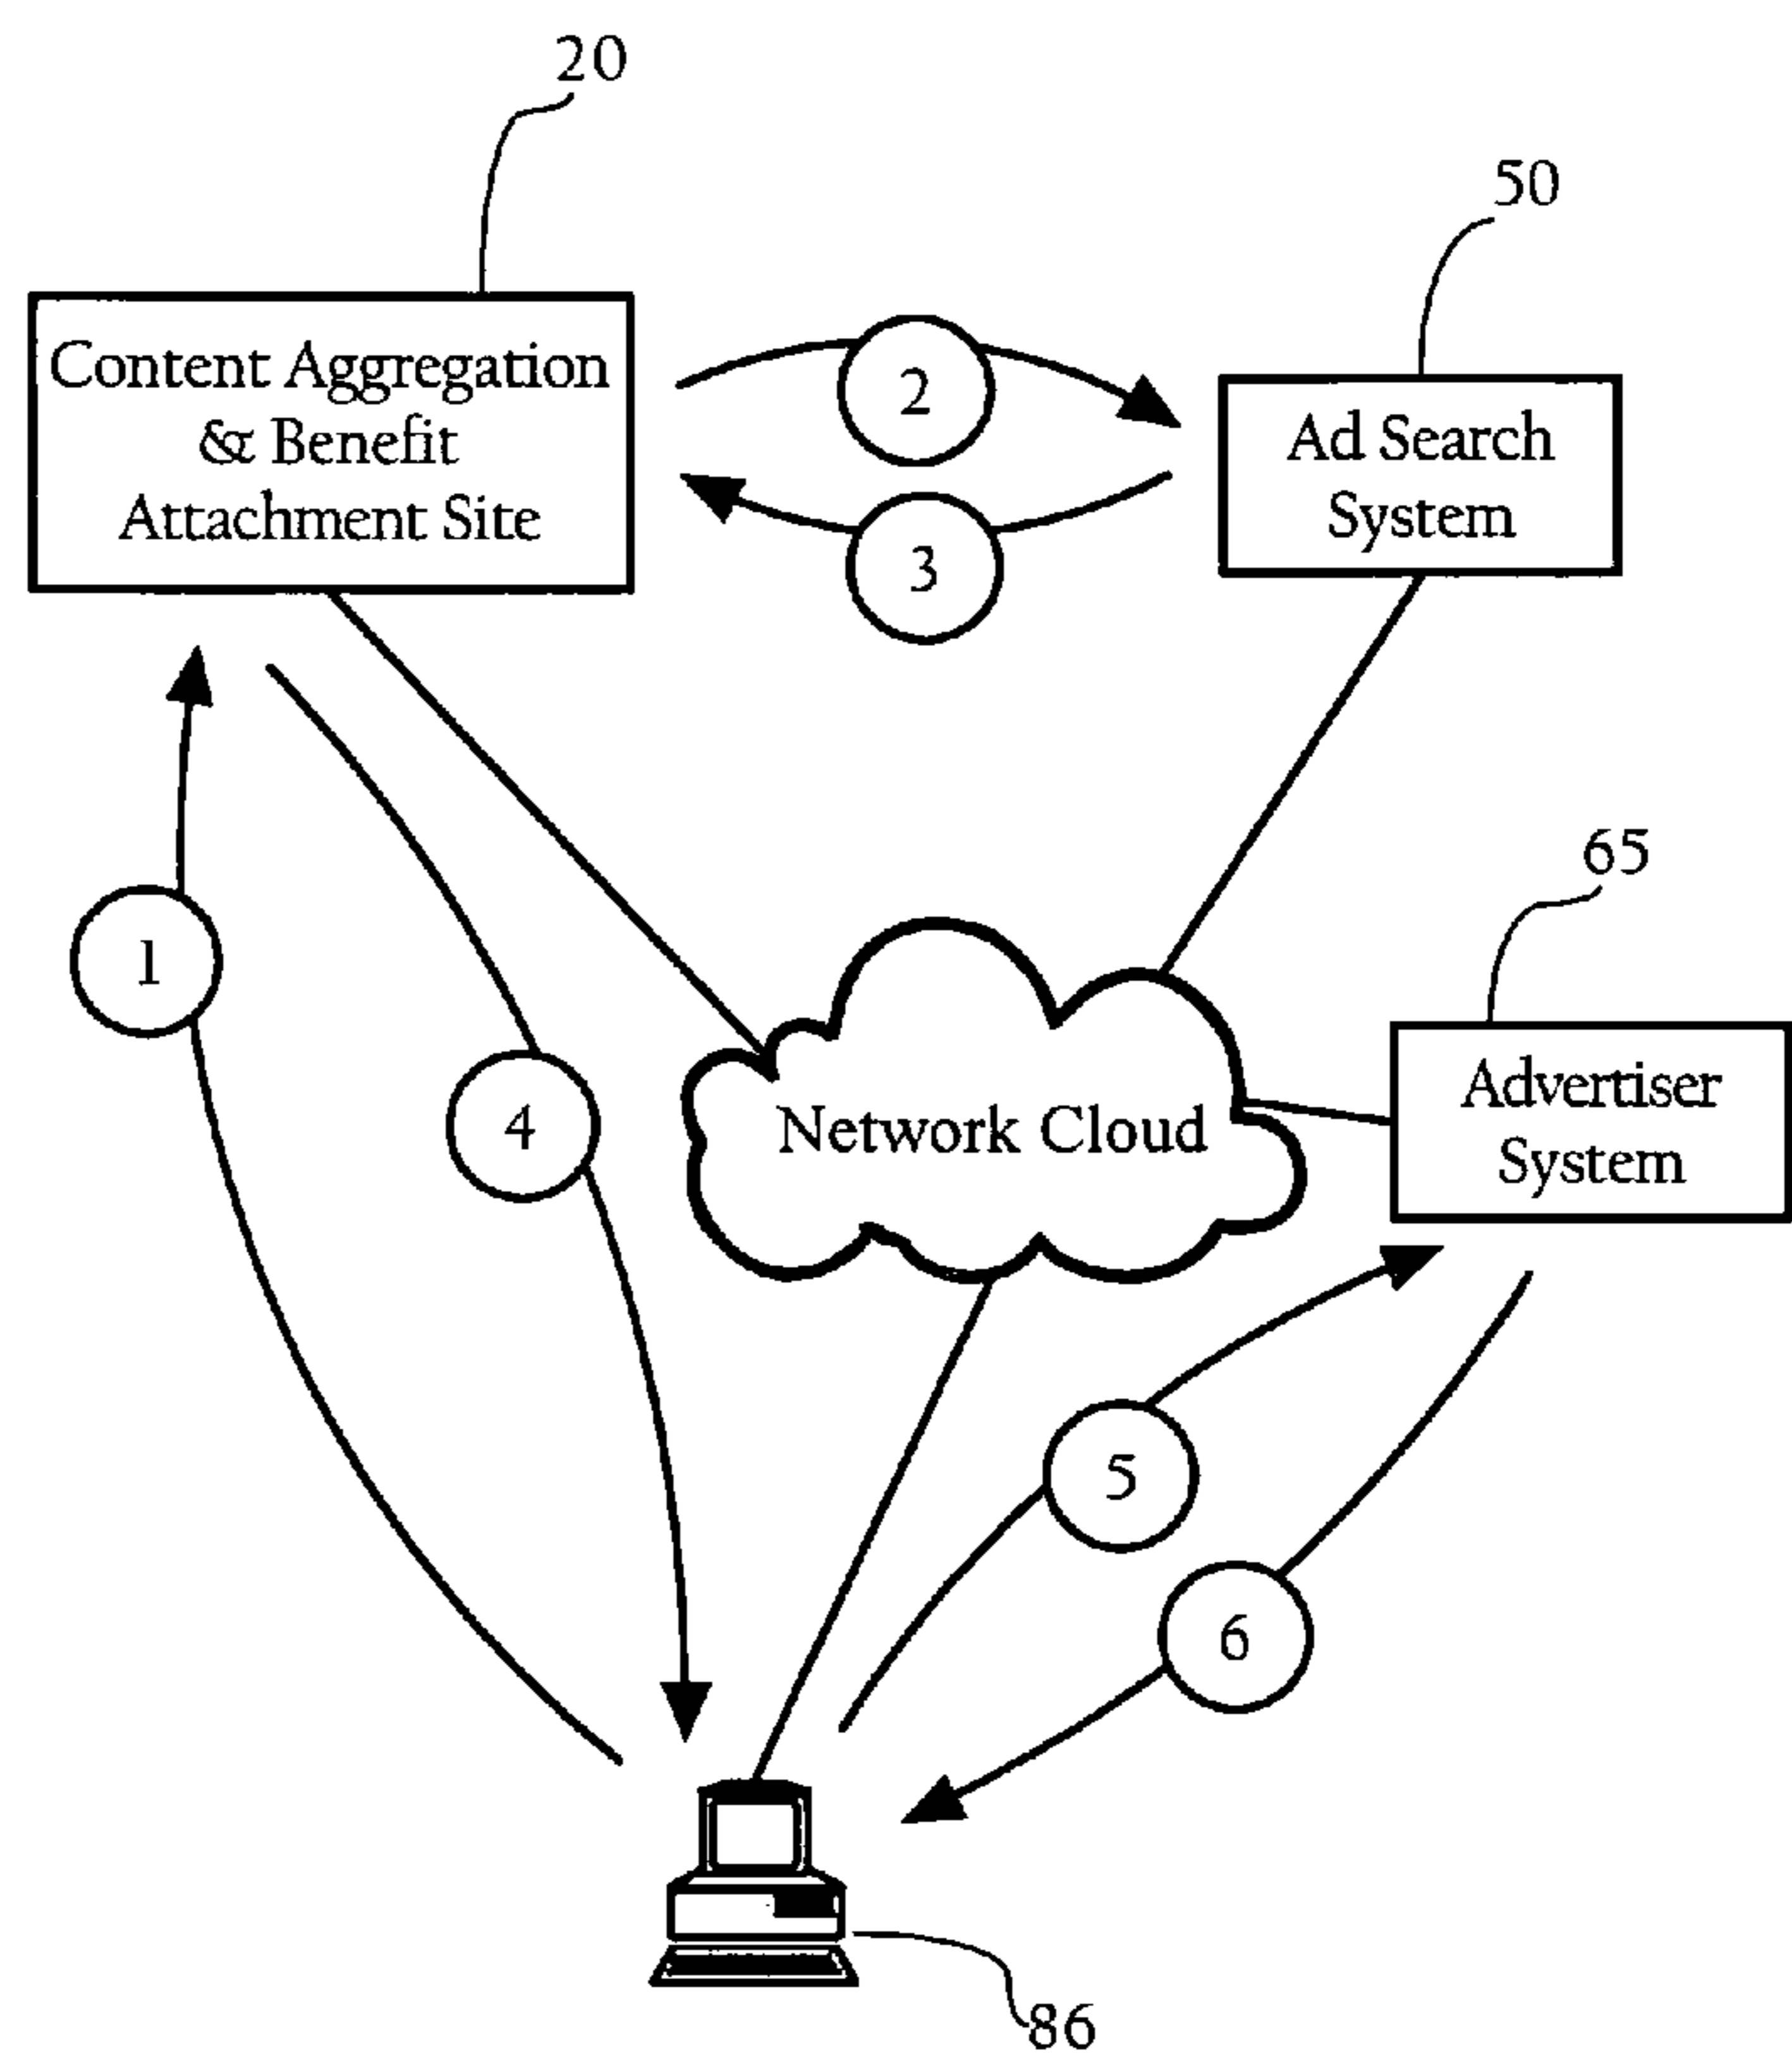 20
50
Content Aggregation
& Benefit
Attachment Site
2
Ad Search
System
3
65
1
Advertiser
System
4
Network Cloud
5
6
86